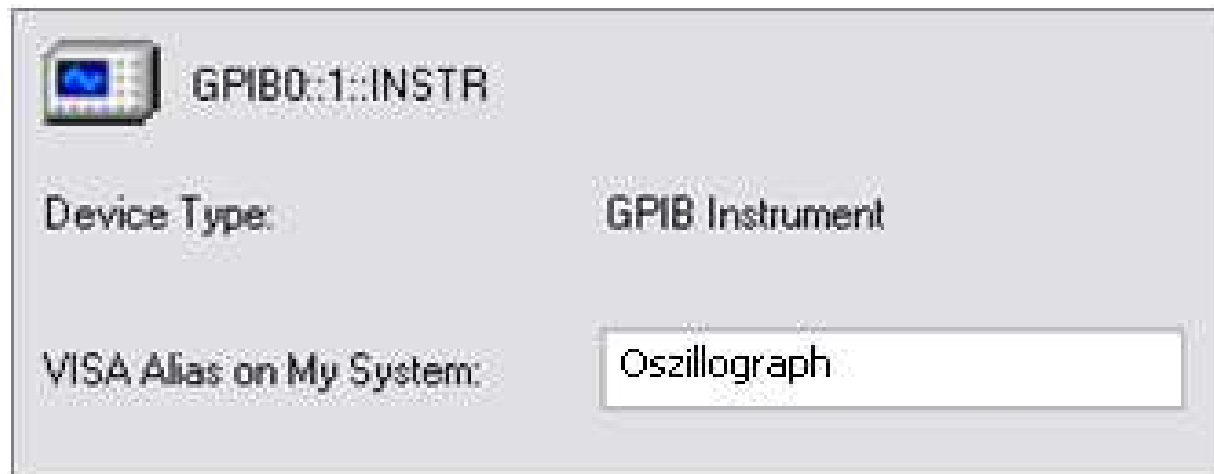 GPIB0::1::INSTR
Device Type: GPIB Instrument
VISA Alias on My System: Oszillograph